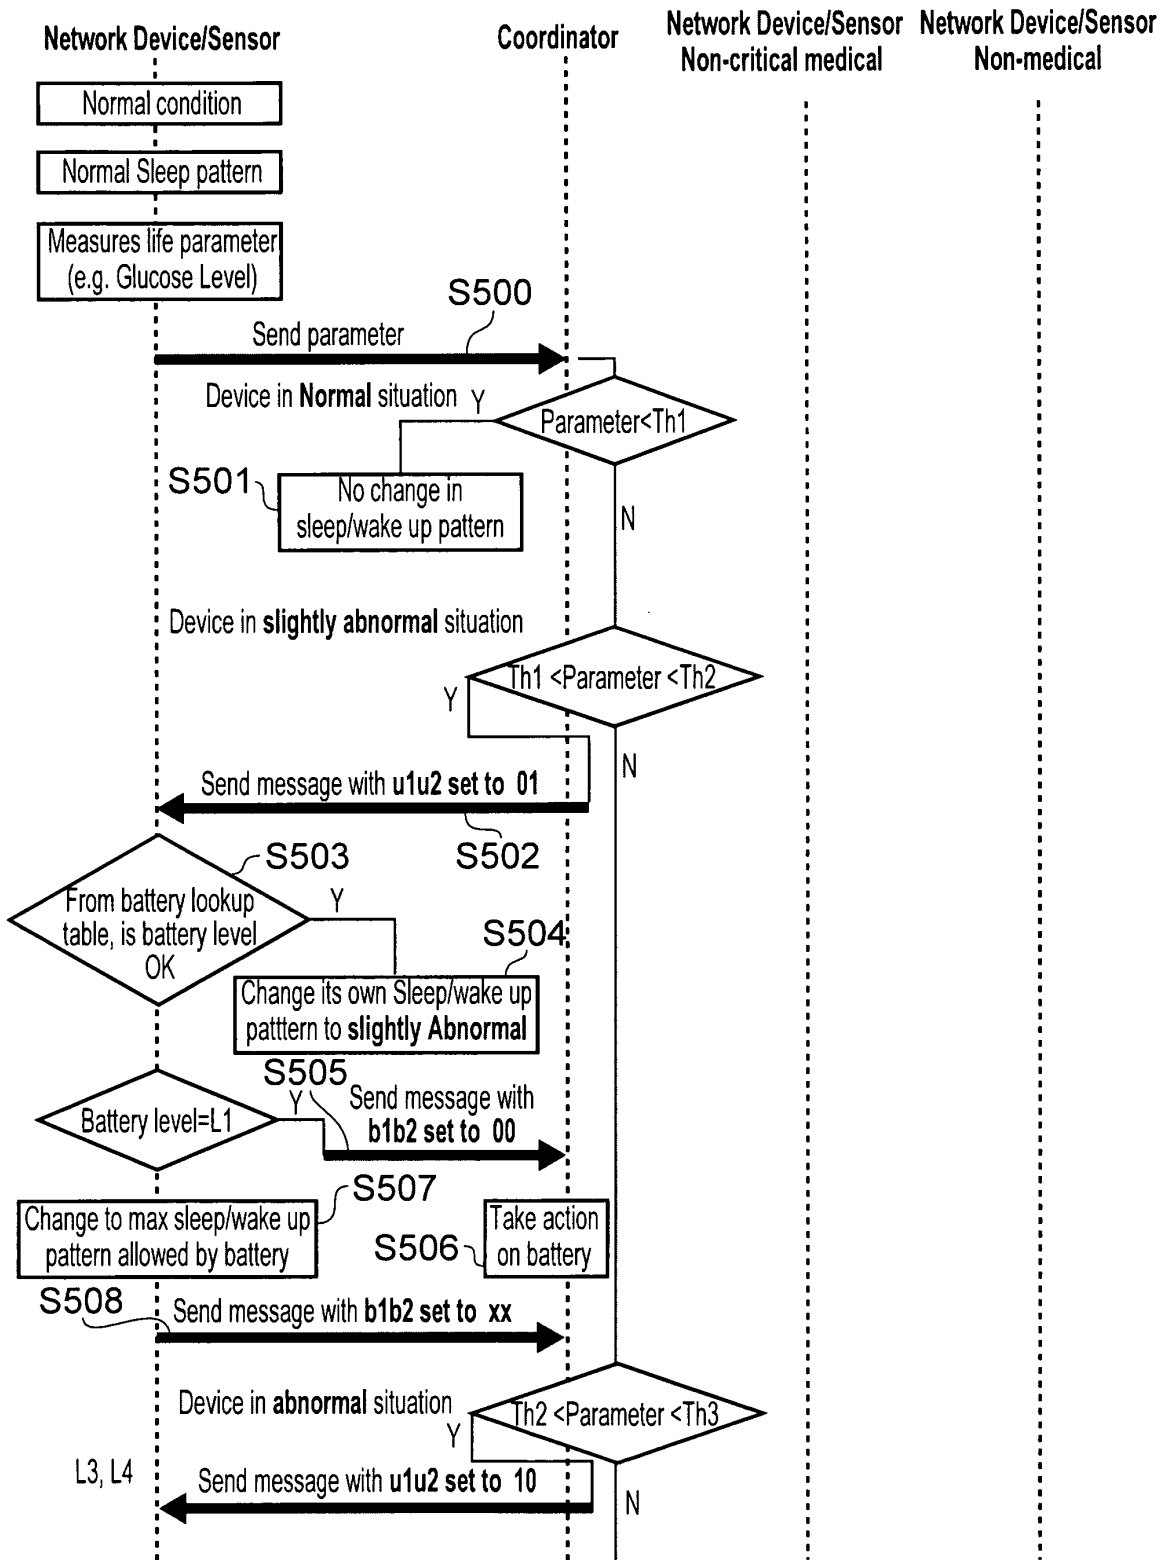 Network Device/Sensor
Coordinator
Network Device/Sensor
Non-critical medical
Network Device/Sensor
Non-medical
Normal condition
Normal Sleep pattern
Measures life parameter
(e.g. Glucose Level)
S500
Send parameter
Device in Normal situation
Y
Parameter<Th1
S501
No change in
sleep/wake up pattern
N
Device in slightly abnormal situation
Th1 <Parameter <Th2
Y
N
Send message with u1u2 set to 01
S502
S503
From battery lookup
table, is battery level
OK
Y
S504
Change its own Sleep/wake up
patttern to slightly Abnormal
S505
Battery level=L1
Y
Send message with
b1b2 set to 00
S507
Change to max sleep/wake up
pattern allowed by battery
S506
Take action
on battery
S508
Send message with b1b2 set to xx
Device in abnormal situation
Th2 <Parameter <Th3
Y
L3, L4
Send message with u1u2 set to 10
N